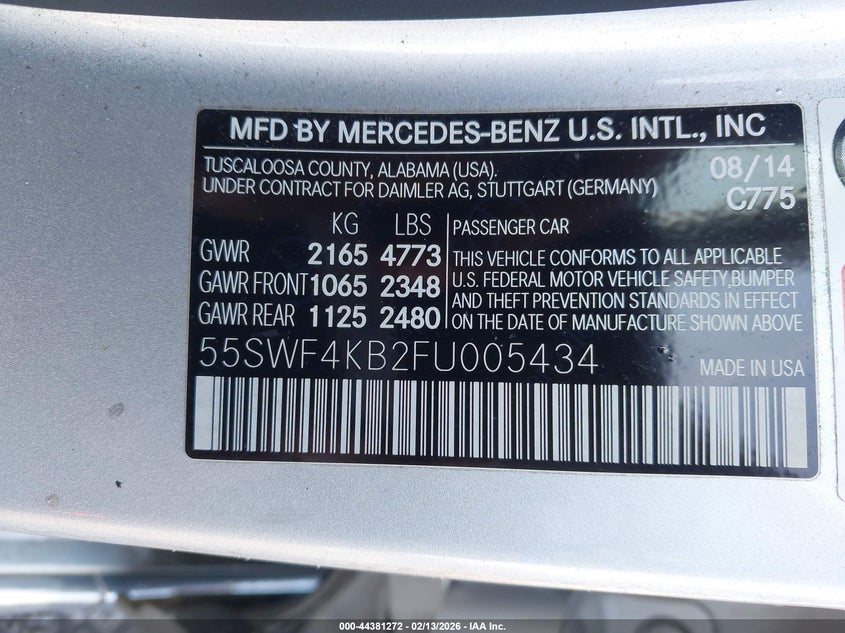 MFD BY MERCEDES-BENZ U.S. INTL., INC
TUSCALOOSA COUNTY, ALABAMA (USA).
UNDER CONTRACT FOR DAIMLER AG, STUTTGART (GERMANY)
08/14
C775
KG LBS
GVWR 2165 4773
GAWR FRONT 1065 2348
GAWR REAR 1125 2480
PASSENGER CAR
THIS VEHICLE CONFORMS TO ALL APPLICABLE
U.S. FEDERAL MOTOR VEHICLE SAFETY,BUMPER
AND THEFT PREVENTION STANDARDS IN EFFECT
ON THE DATE OF MANUFACTURE SHOWN ABOVE
55SWF4KB2FU005434
MADE IN USA
000-44381272 - 02/13/2026 - IAA Inc.